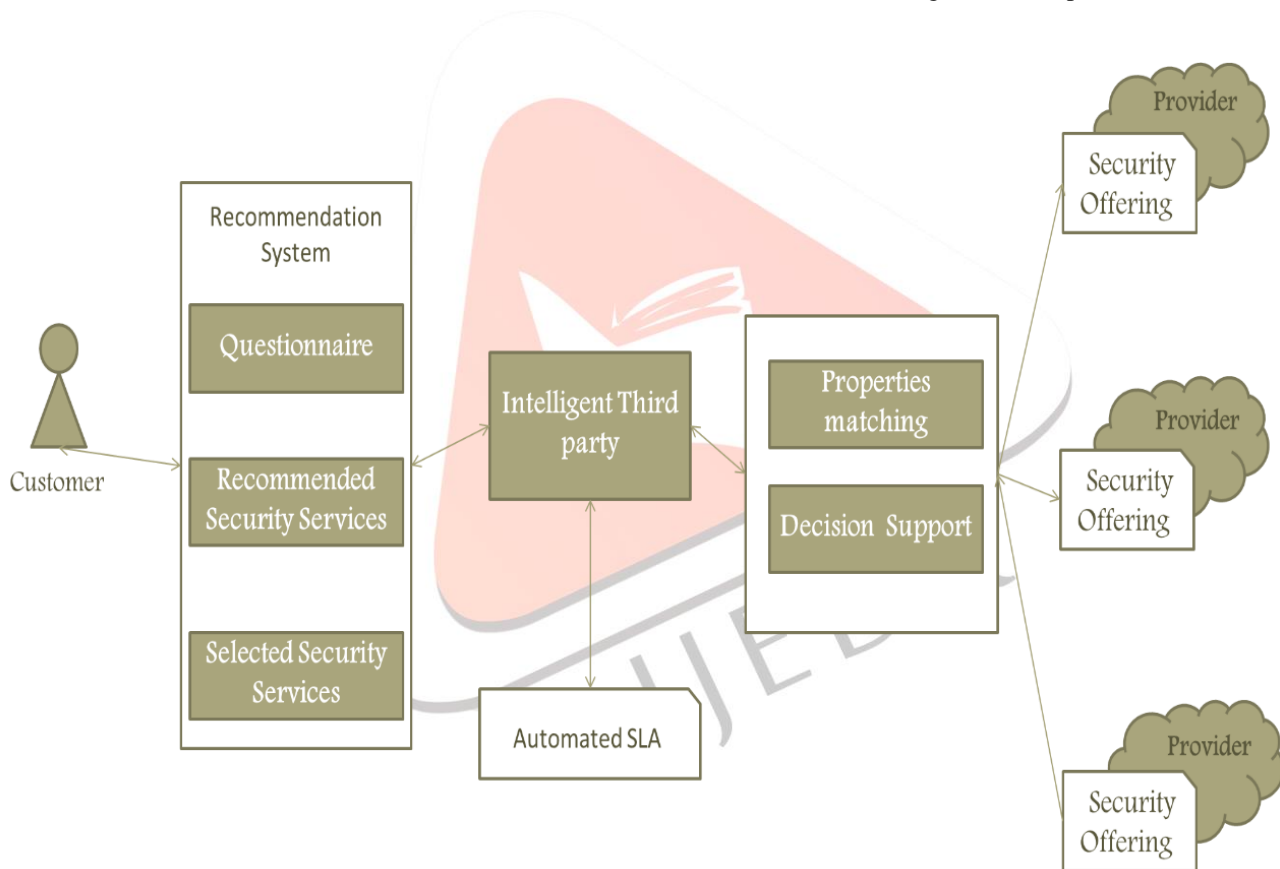 Provider
Security
Offering
Recommendation
System
Questionnaire
Recommended
Security Services
Selected Security
Services
Customer
Intelligent Third
party
Automated SLA
Properties
matching
Decision Support
Provider
Security
Offering
Provider
Security
Offering